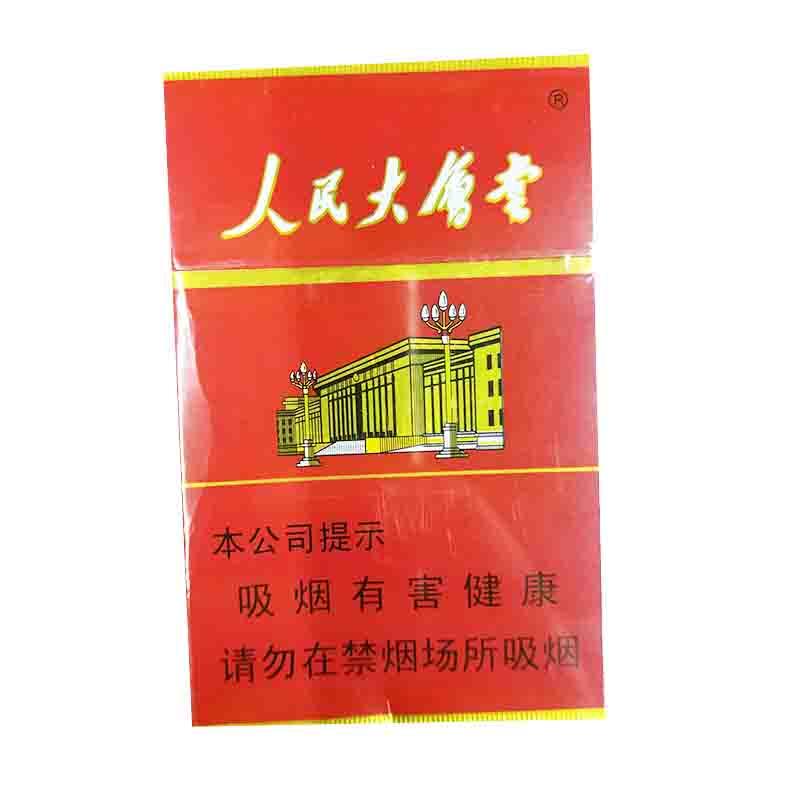 ®
人民大會堂
本公司提示
吸烟有害健康
请勿在禁烟场所吸烟